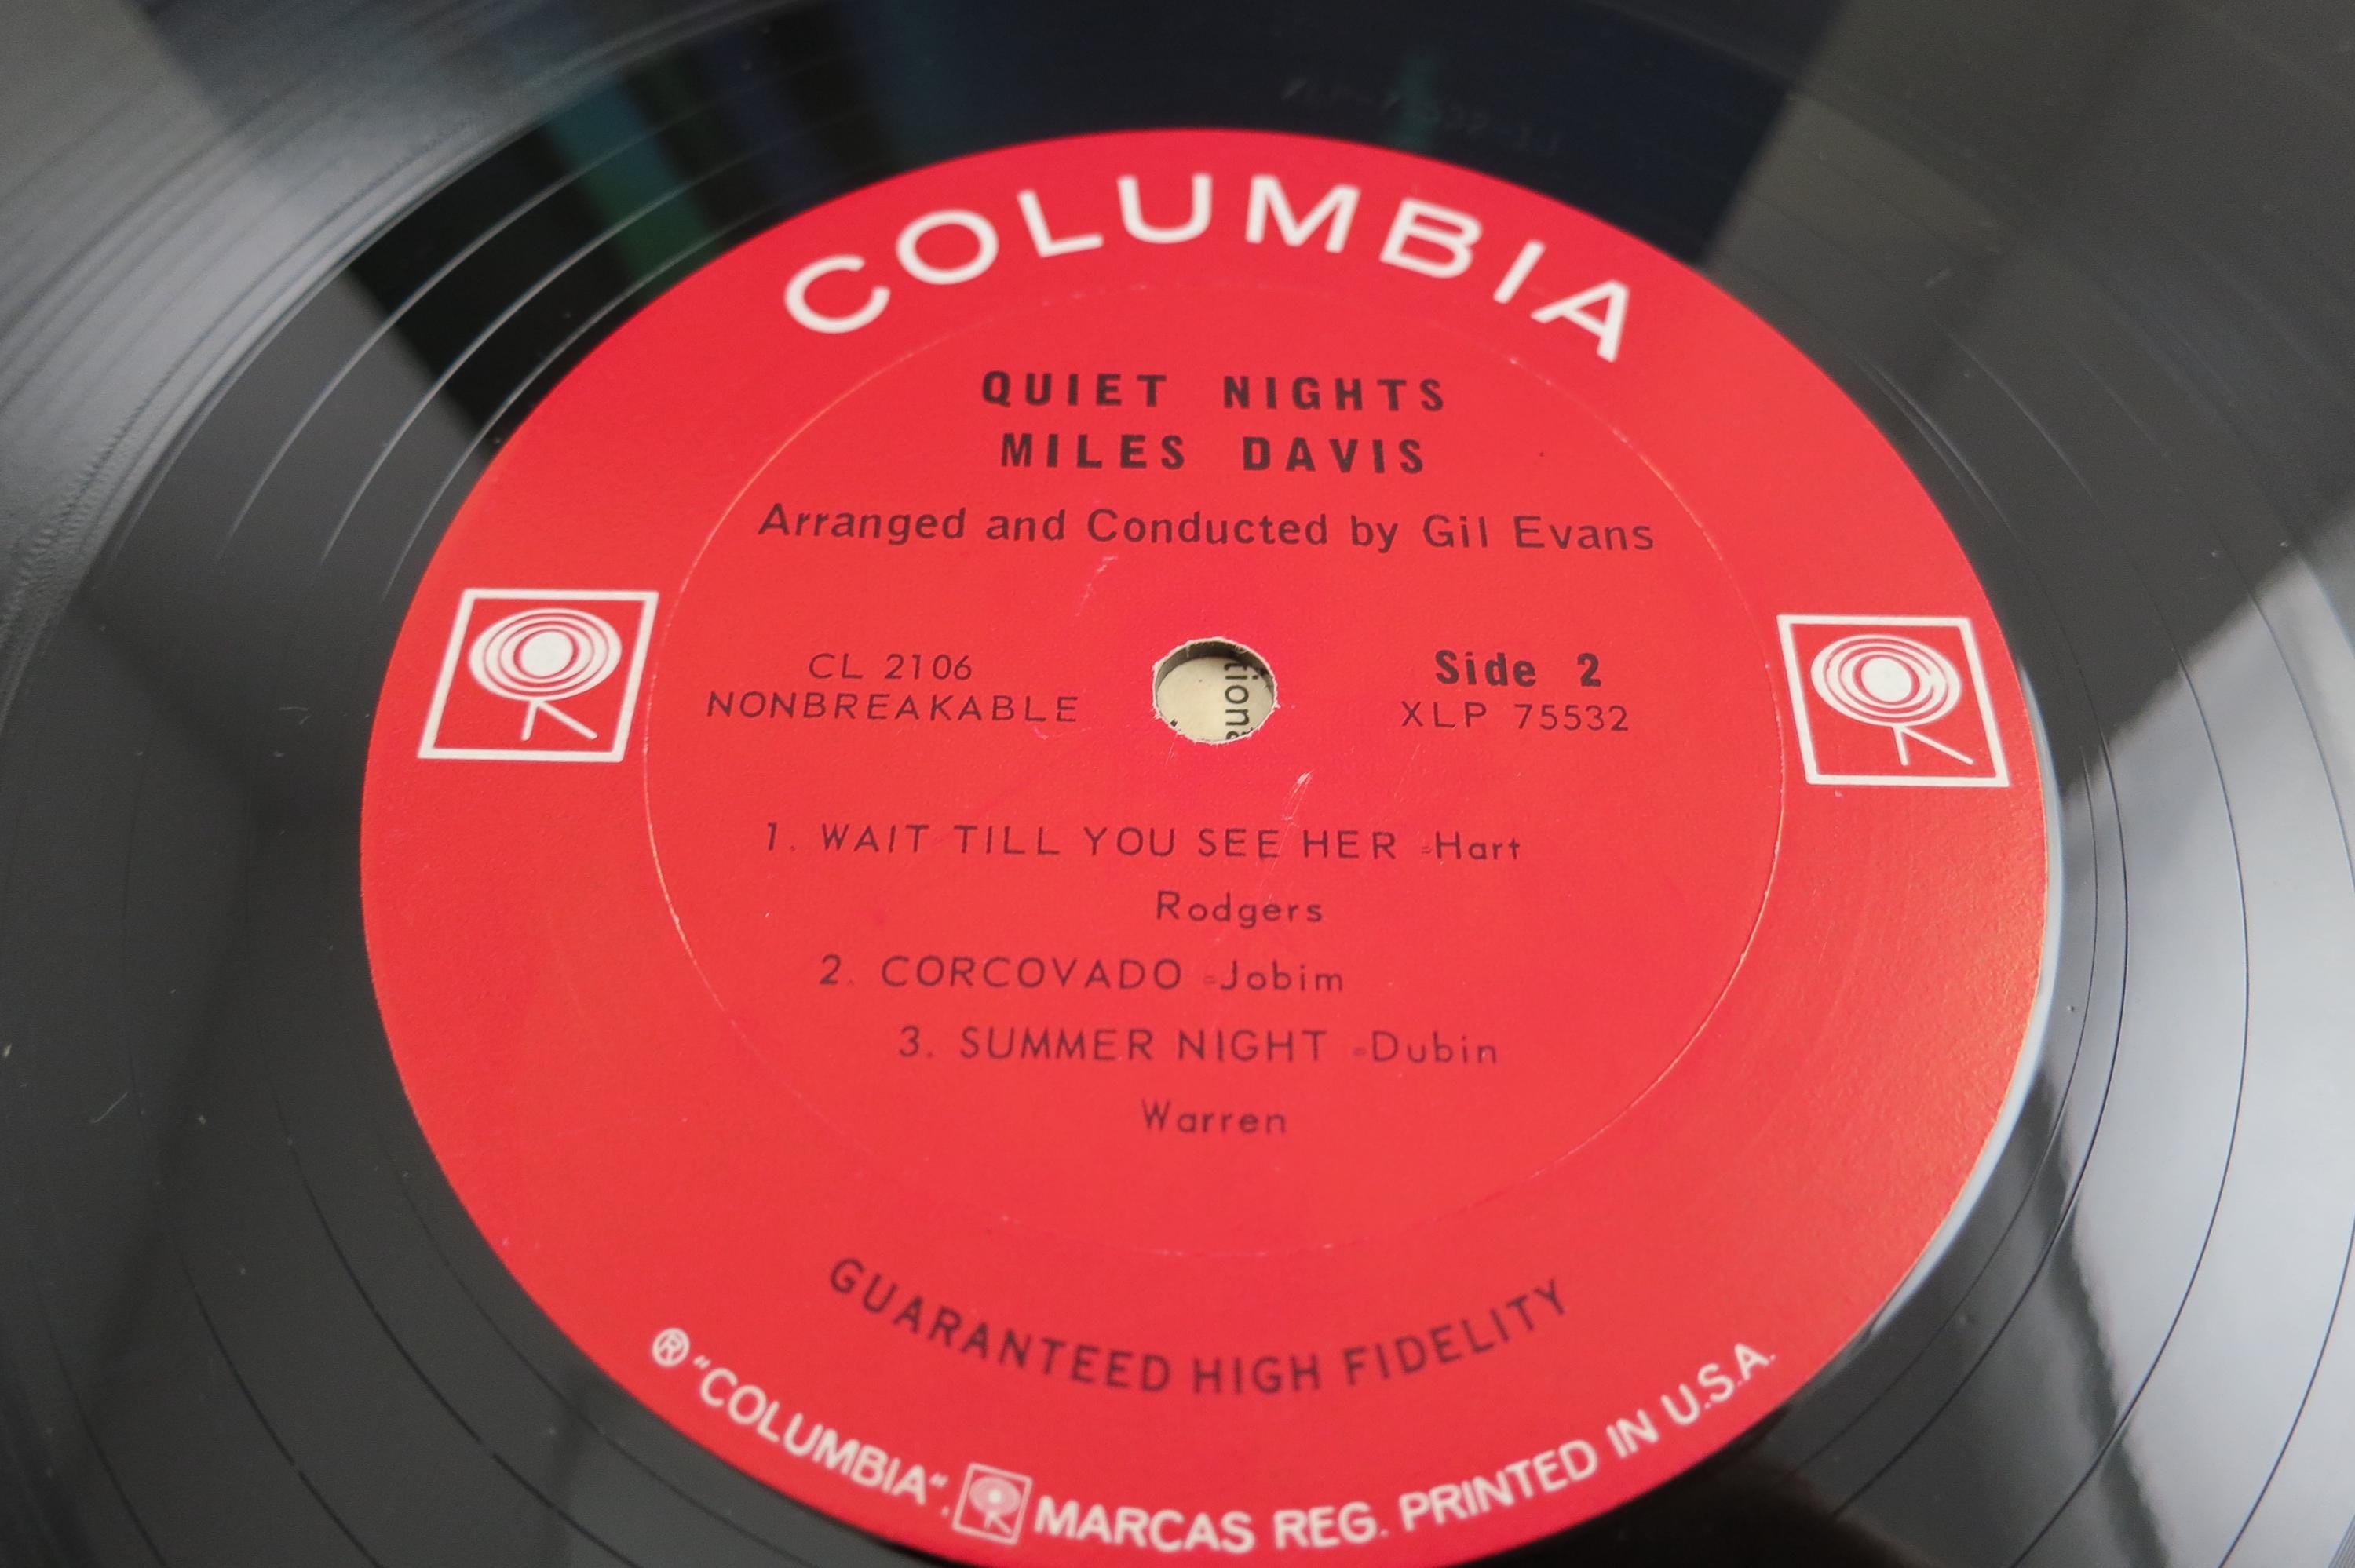 COLUMBIA
QUIET NIGHTS
MILES DAVIS
Arranged and Conducted by Gil Evans
CL 2106
NONBREAKABLE
tion
Side 2
XLP 75532
1. WAIT TILL YOU SEE HER -Hart
Rodgers
2. CORCOVADO -Jobim
3. SUMMER NIGHT -Dubin
Warren
GUARANTEED HIGH FIDELITY
® "COLUMBIA", MARCAS REG. PRINTED IN U.S.A.